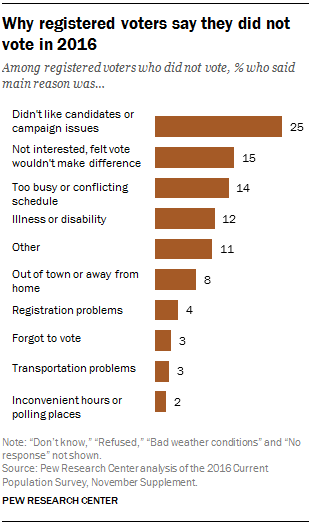 Why registered voters say they did not
vote in 2016
Among registered voters who did not vote, % who said
main reason was...
Didn't like candidates or
campaign issues
25
Not interested, felt vote
wouldn't make difference
15
Too busy or conflicting
schedule
14
Illness or disability
12
Other
11
Out of town or away from
home
8
Registration problems
4
Forgot to vote
3
Transportation problems
3
Inconvenient hours or
polling places
2
Note: “Don’t know,” “Refused,” “Bad weather conditions” and “No
response” not shown.
Source: Pew Research Center analysis of the 2016 Current
Population Survey, November Supplement.
PEW RESEARCH CENTER